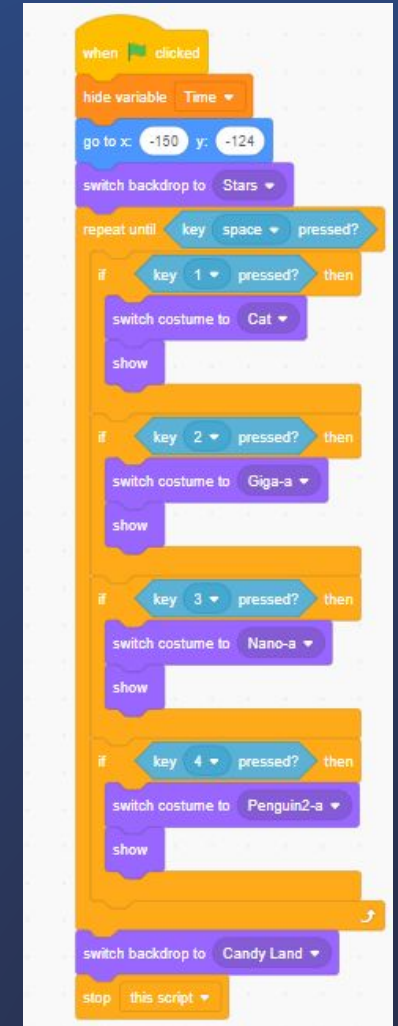 when clicked
hide variable Time
go to x: -150 y: -124
switch backdrop to Stars
repeat until key space pressed?
if key 1 pressed? then
switch costume to Cat
show
if key 2 pressed? then
switch costume to Giga-a
show
if key 3 pressed? then
switch costume to Nano-a
show
if key 4 pressed? then
switch costume to Penguin2-a
show
switch backdrop to Candy Land
stop this script